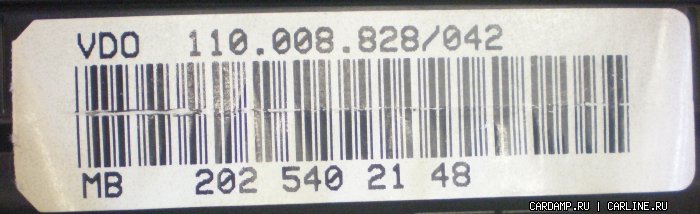 VDO 110.008.828/042
MB 202 540 21 48
CARDAMP.RU | CARLINE.RU